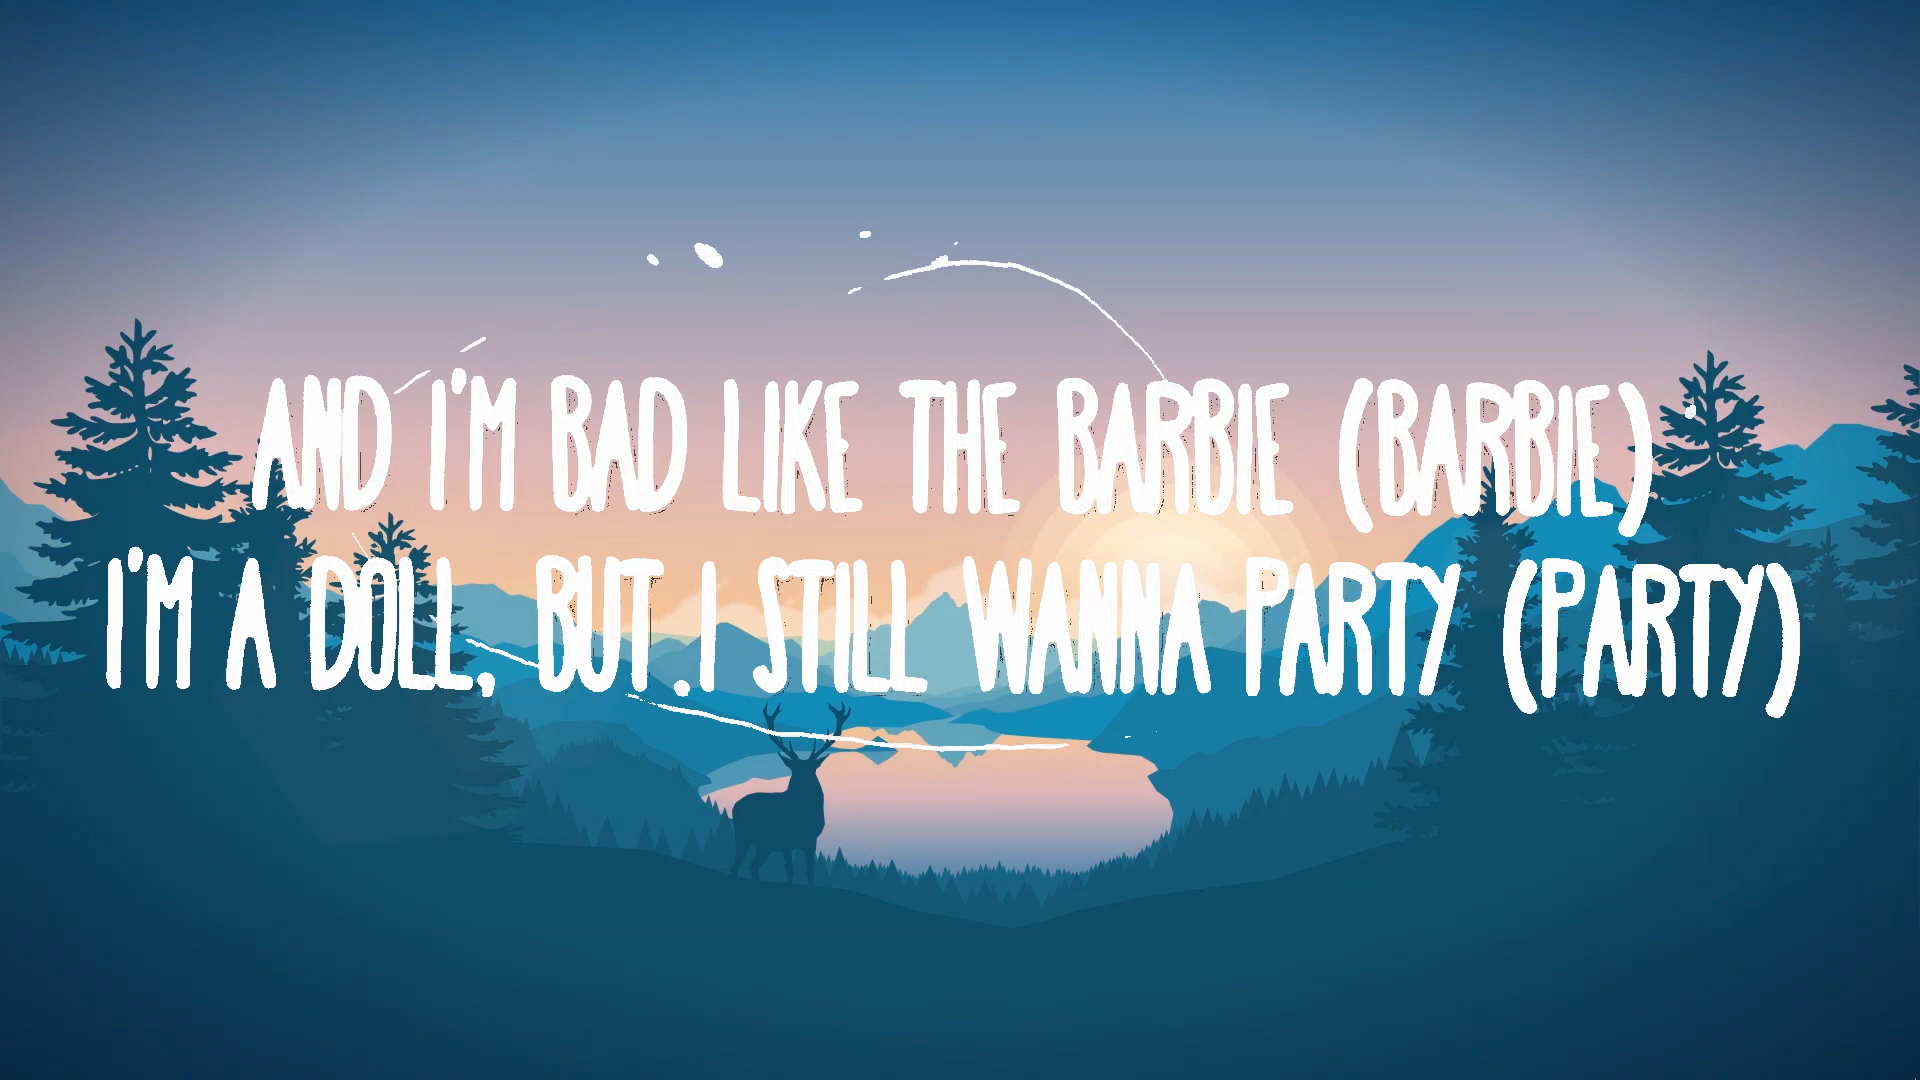 AND I'M BAD LIKE THE BARBIE (BARBIE)
I'M A DOLL, BUT I STILL WANNA PARTY (PARTY)